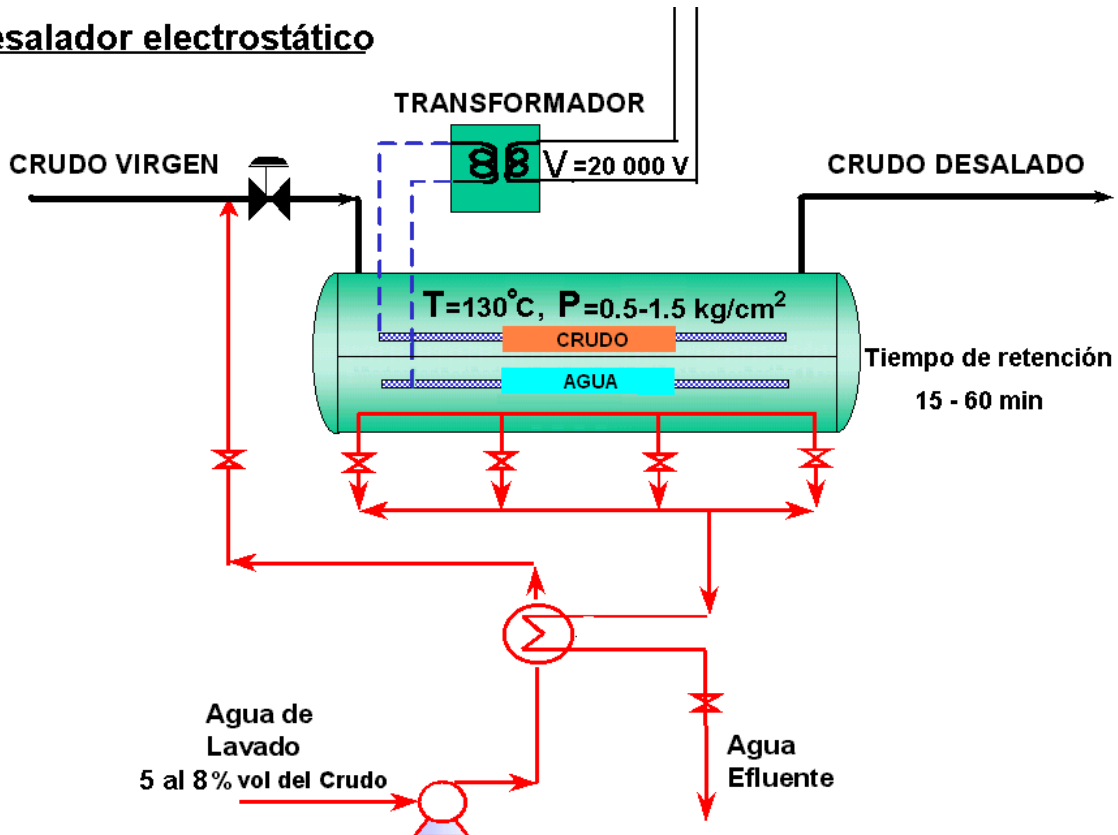 esalador electrostático
TRANSFORMADOR
CRUDO VIRGEN
V =20 000 V
CRUDO DESALADO
T=130°C, P=0.5-1.5 kg/cm²
CRUDO
AGUA
Tiempo de retención
15 - 60 min
Agua de
Lavado
5 al 8% vol del Crudo
Agua
Efluente